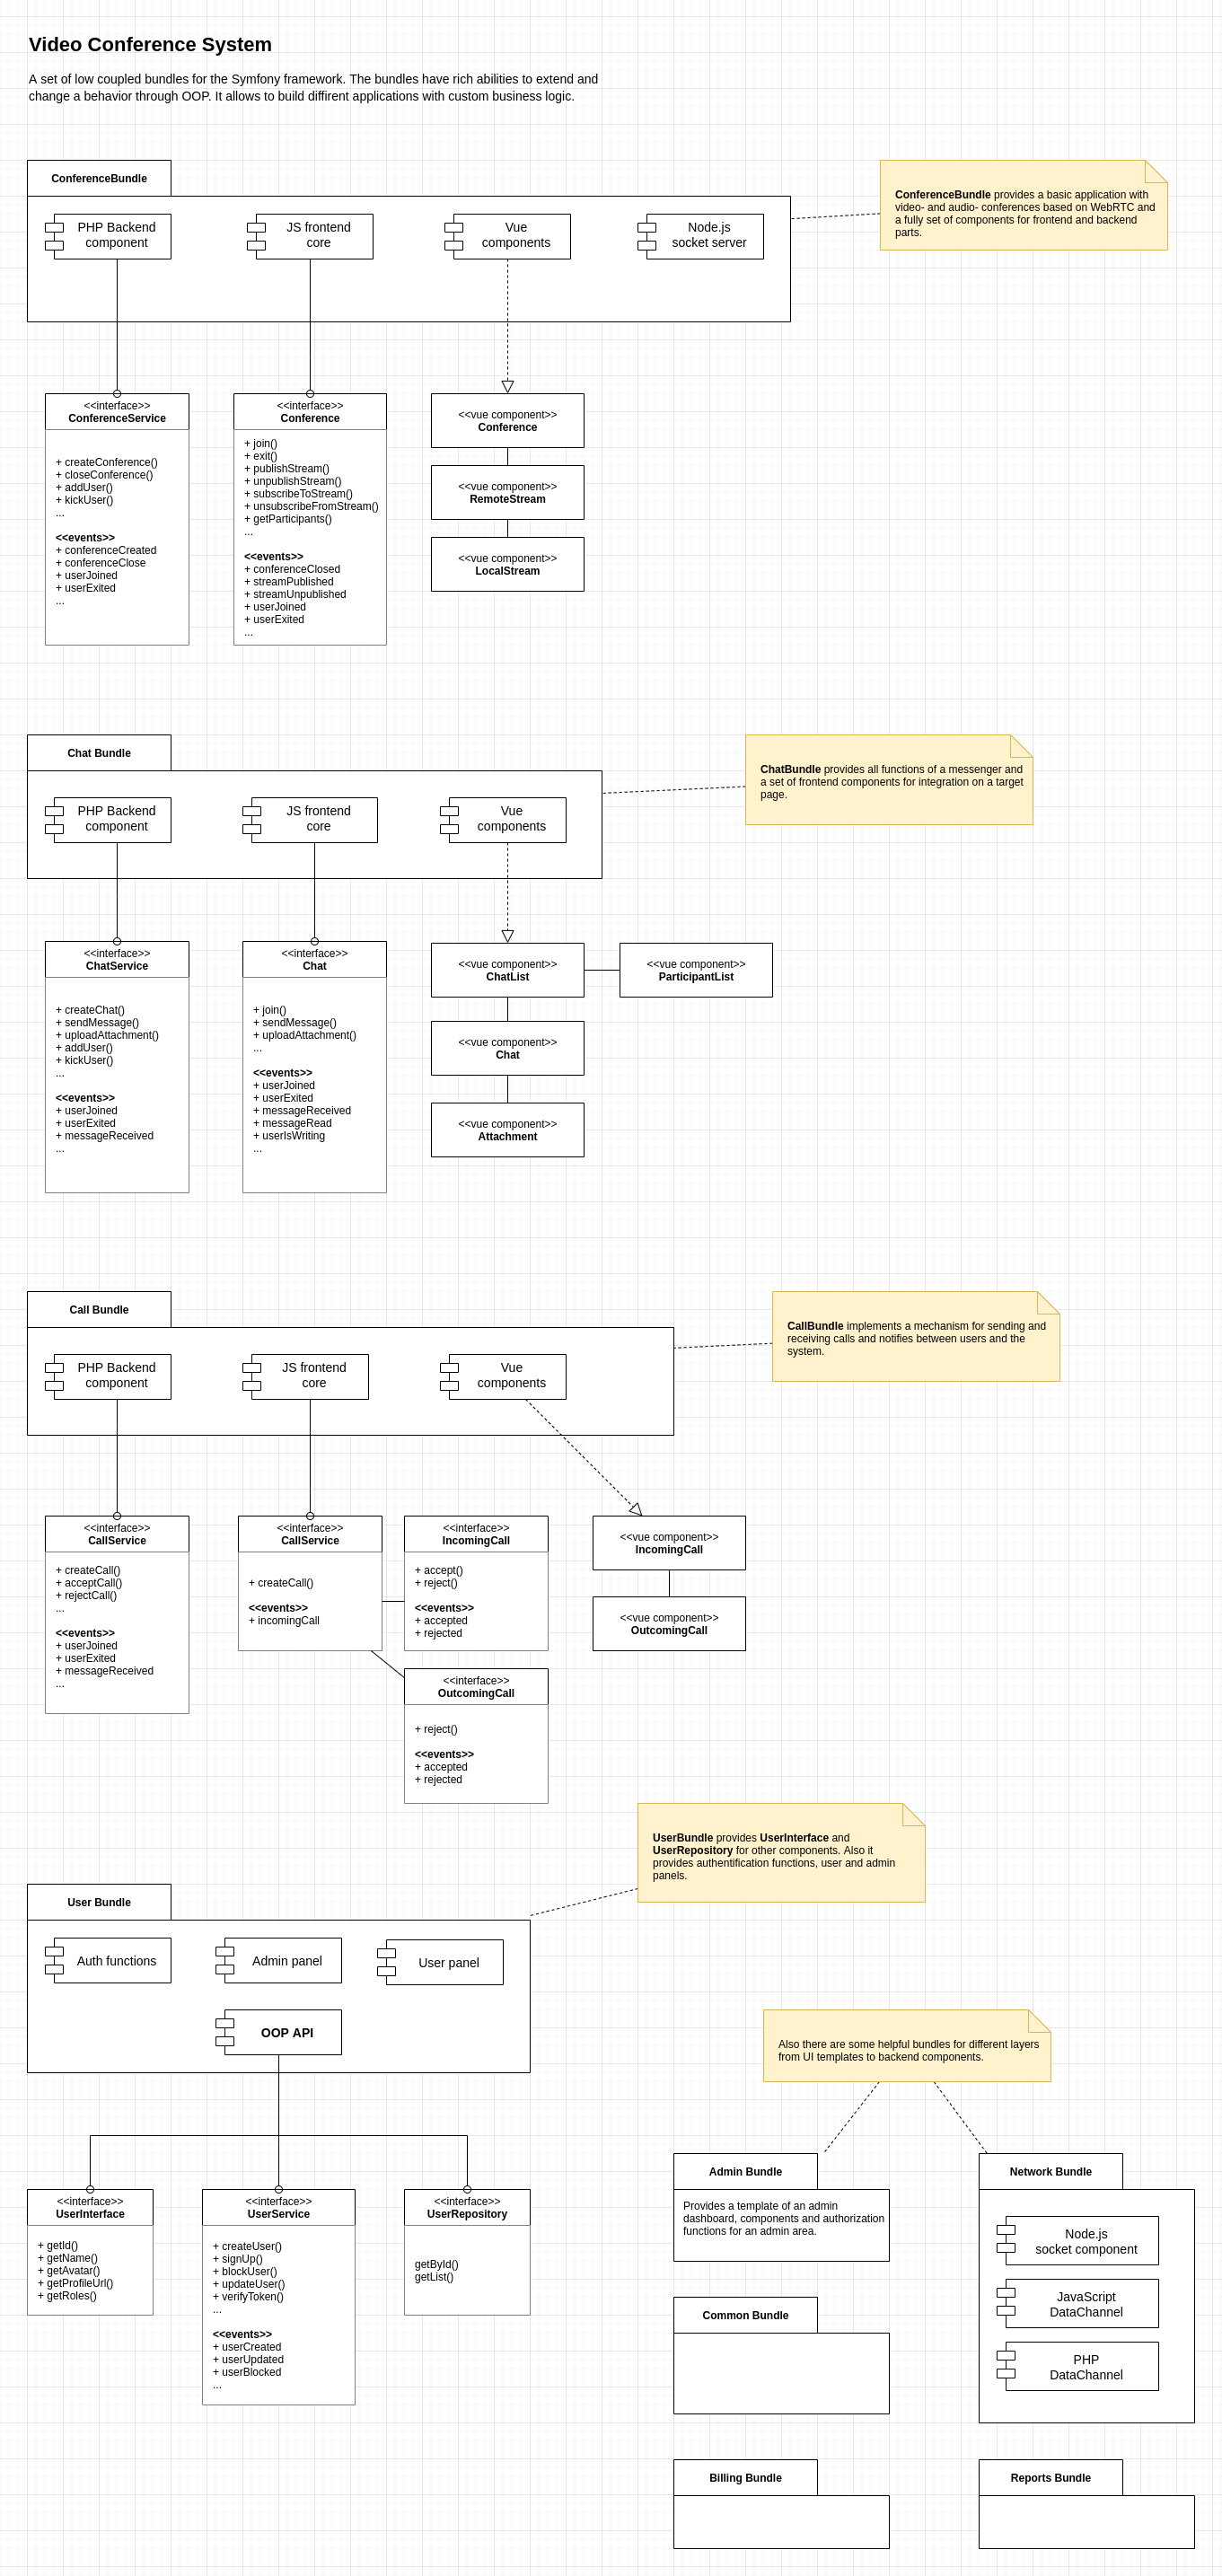 Video Conference System
A set of low coupled bundles for the Symfony framework. The bundles have rich abilities to extend and
change a behavior through OOP. It allows to build diffirent applications with custom business logic.
ConferenceBundle
PHP Backend
component
JS frontend
core
Vue
components
Node.js
socket server
ConferenceBundle provides a basic application with
video- and audio- conferences based on WebRTC and
a fully set of components for frontend and backend
parts.
<<interface>>
ConferenceService
+ createConference()
+ closeConference()
+ addUser()
+ kickUser()
...
<<events>>
+ conferenceCreated
+ conferenceClose
+ userJoined
+ userExited
...
<<interface>>
Conference
+ join()
+ exit()
+ publishStream()
+ unpublishStream()
+ subscribeToStream()
+ unsubscribeFromStream()
+ getParticipants()
...
<<events>>
+ conferenceClosed
+ streamPublished
+ streamUnpublished
+ userJoined
+ userExited
...
<<vue component>>
Conference
<<vue component>>
RemoteStream
<<vue component>>
LocalStream
Chat Bundle
PHP Backend
component
JS frontend
core
Vue
components
ChatBundle provides all functions of a messenger and
a set of frontend components for integration on a target
page.
<<interface>>
ChatService
+ createChat()
+ sendMessage()
+ uploadAttachment()
+ addUser()
+ kickUser()
...
<<events>>
+ userJoined
+ userExited
+ messageReceived
...
<<interface>>
Chat
+ join()
+ sendMessage()
+ uploadAttachment()
...
<<events>>
+ userJoined
+ userExited
+ messageReceived
+ messageRead
+ userIsWriting
...
<<vue component>>
ChatList
<<vue component>>
ParticipantList
<<vue component>>
Chat
<<vue component>>
Attachment
Call Bundle
PHP Backend
component
JS frontend
core
Vue
components
CallBundle implements a mechanism for sending and
receiving calls and notifies between users and the
system.
<<interface>>
CallService
+ createCall()
+ acceptCall()
+ rejectCall()
...
<<events>>
+ userJoined
+ userExited
+ messageReceived
...
<<interface>>
CallService
+ createCall()
<<events>>
+ incomingCall
<<interface>>
IncomingCall
+ accept()
+ reject()
<<events>>
+ accepted
+ rejected
<<interface>>
OutcomingCall
+ reject()
<<events>>
+ accepted
+ rejected
<<vue component>>
IncomingCall
<<vue component>>
OutcomingCall
UserBundle provides UserInterface and
UserRepository for other components. Also it
provides authentification functions, user and admin
panels.
User Bundle
Auth functions
Admin panel
User panel
OOP API
<<interface>>
UserInterface
+ getId()
+ getName()
+ getAvatar()
+ getProfileUrl()
+ getRoles()
<<interface>>
UserService
+ createUser()
+ signUp()
+ blockUser()
+ updateUser()
+ verifyToken()
...
<<events>>
+ userCreated
+ userUpdated
+ userBlocked
...
<<interface>>
UserRepository
getById()
getList()
Also there are some helpful bundles for different layers
from UI templates to backend components.
Admin Bundle
Provides a template of an admin
dashboard, components and authorization
functions for an admin area.
Network Bundle
Node.js
socket component
JavaScript
DataChannel
PHP
DataChannel
Common Bundle
Billing Bundle
Reports Bundle